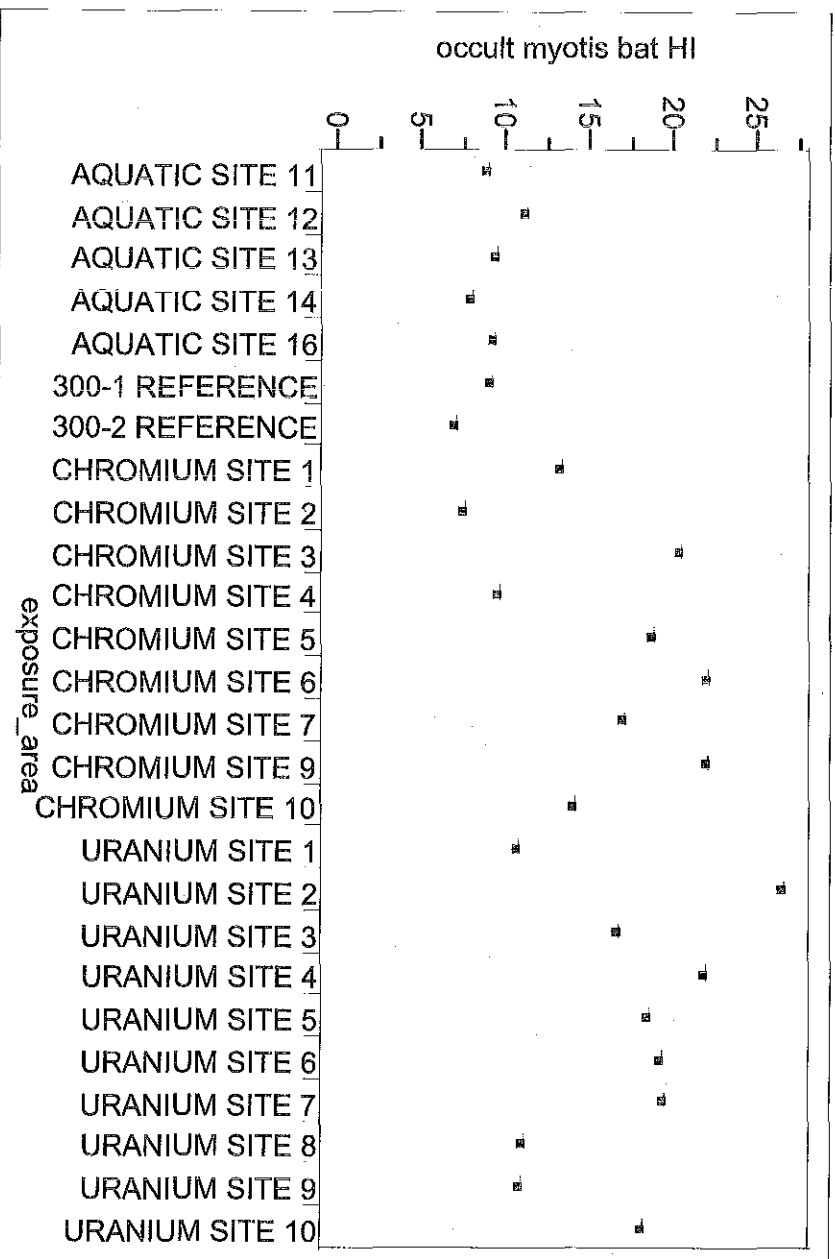 occult myotis bat HI
0
5
10
15
20
25
AQUATIC SITE 11
AQUATIC SITE 12
AQUATIC SITE 13
AQUATIC SITE 14
AQUATIC SITE 16
300-1 REFERENCE
300-2 REFERENCE
CHROMIUM SITE 1
CHROMIUM SITE 2
CHROMIUM SITE 3
CHROMIUM SITE 4
CHROMIUM SITE 5
CHROMIUM SITE 6
CHROMIUM SITE 7
CHROMIUM SITE 9
CHROMIUM SITE 10
URANIUM SITE 1
URANIUM SITE 2
URANIUM SITE 3
URANIUM SITE 4
URANIUM SITE 5
URANIUM SITE 6
URANIUM SITE 7
URANIUM SITE 8
URANIUM SITE 9
URANIUM SITE 10
exposure_area